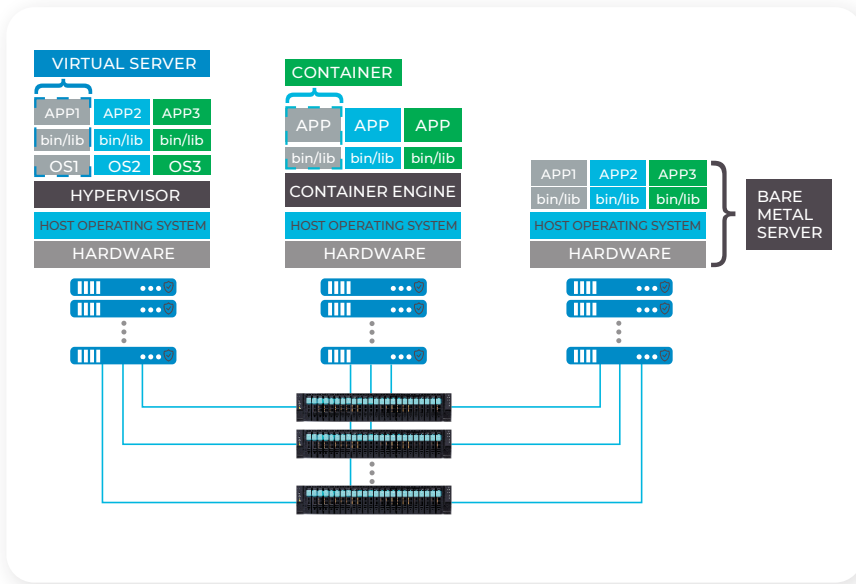 VIRTUAL SERVER
APP1 APP2 APP3
bin/lib bin/lib bin/lib
OS1 OS2 OS3
HYPERVISOR
HOST OPERATING SYSTEM
HARDWARE
CONTAINER
APP APP APP
bin/lib bin/lib bin/lib
CONTAINER ENGINE
HOST OPERATING SYSTEM
HARDWARE
APP1 APP2 APP3
bin/lib bin/lib bin/lib
HOST OPERATING SYSTEM
HARDWARE
BARE
METAL
SERVER